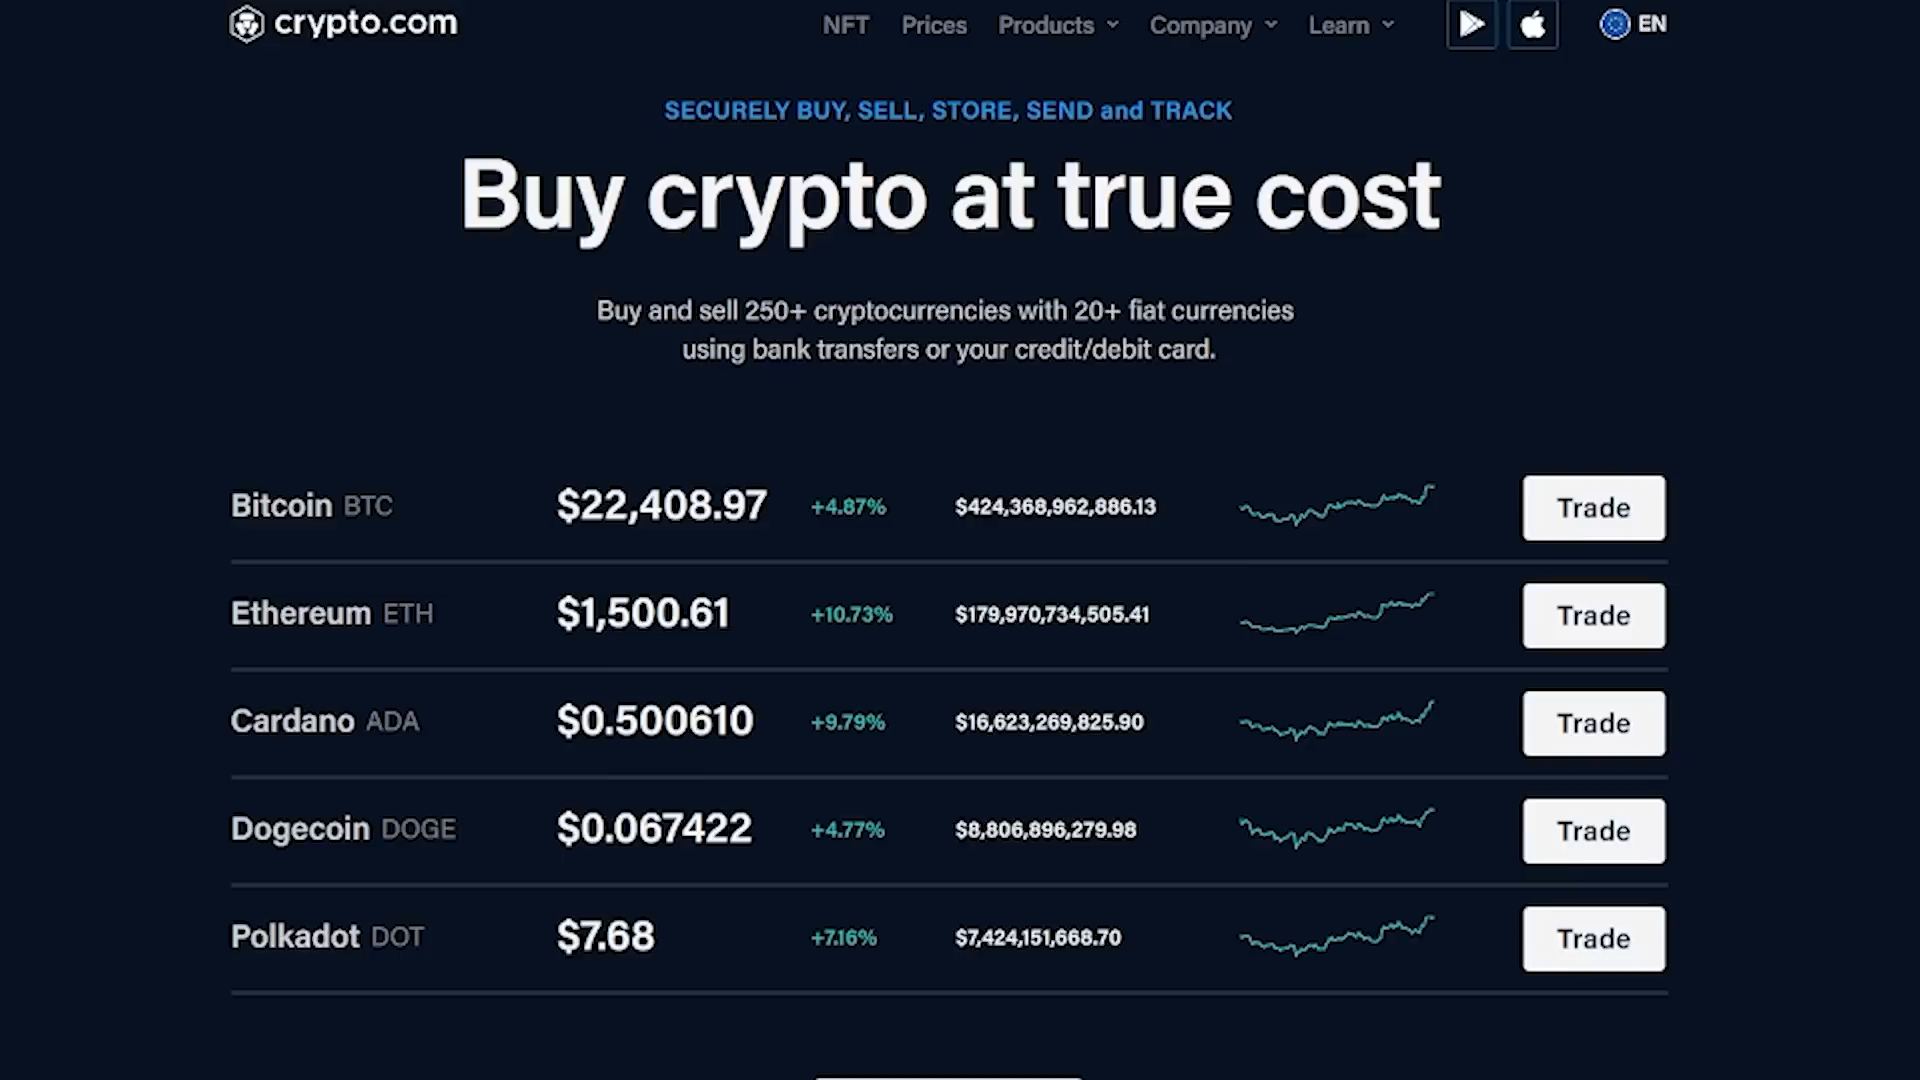 crypto.com NFT Prices Products Company Learn EN
SECURELY BUY, SELL, STORE, SEND and TRACK
Buy crypto at true cost
Buy and sell 250+ cryptocurrencies with 20+ fiat currencies
using bank transfers or your credit/debit card.
Bitcoin BTC $22,408.97 +4.87% $424,368,962,886.13 Trade
Ethereum ETH $1,500.61 +10.73% $179,970,734,505.41 Trade
Cardano ADA $0.500610 +9.79% $16,623,269,825.90 Trade
Dogecoin DOGE $0.067422 +4.77% $8,806,896,279.98 Trade
Polkadot DOT $7.68 +7.16% $7,424,151,668.70 Trade